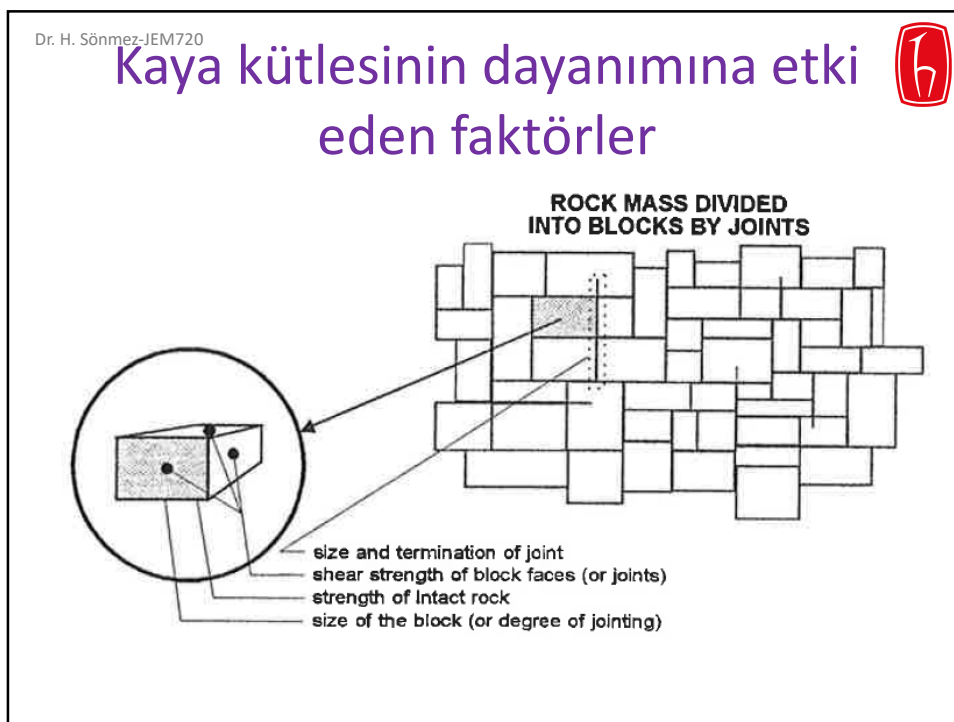 Dr. H. Sönmez-JEM720
Kaya kütlesinin dayanımına etki
eden faktörler
ROCK MASS DIVIDED
INTO BLOCKS BY JOINTS
size and termination of joint
shear strength of block faces (or joints)
strength of Intact rock
size of the block (or degree of jointing)